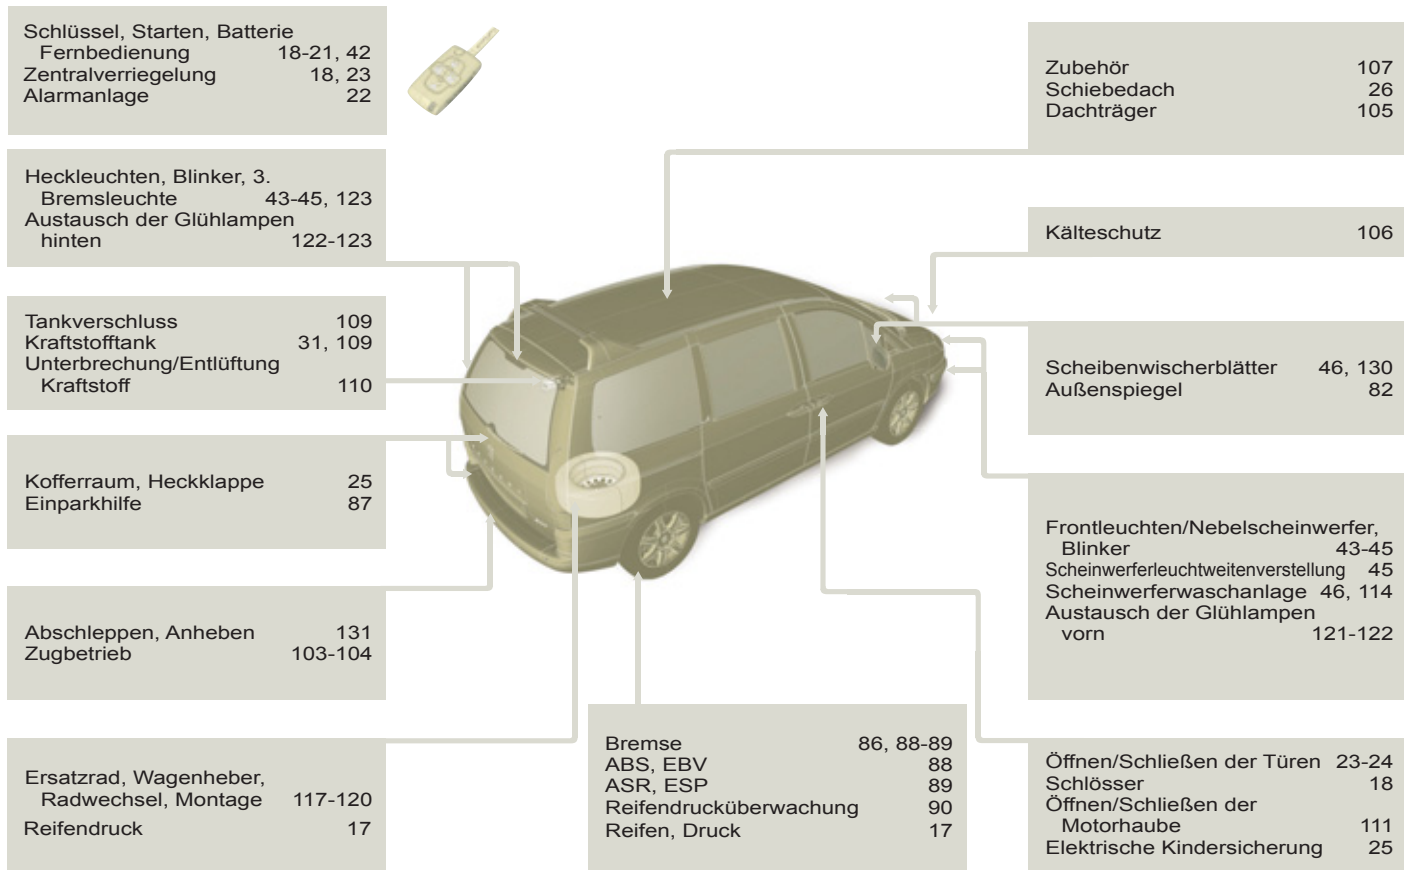 Schlüssel, Starten, Batterie
Fernbedienung 18-21, 42
Zentralverriegelung 18, 23
Alarmanlage 22
Heckleuchten, Blinker, 3.
Bremsleuchte 43-45, 123
Austausch der Glühlampen
hinten 122-123
Tankverschluss 109
Kraftstofftank 31, 109
Unterbrechung/Entlüftung
Kraftstoff 110
Kofferraum, Heckklappe 25
Einparkhilfe 87
Abschleppen, Anheben 131
Zugbetrieb 103-104
Ersatzrad, Wagenheber,
Radwechsel, Montage 117-120
Reifendruck 17
Bremse 86, 88-89
ABS, EBV 88
ASR, ESP 89
Reifendrucküberwachung 90
Reifen, Druck 17
Zubehör 107
Schiebedach 26
Dachträger 105
Kälteschutz 106
Scheibenwischerblätter 46, 130
Außenspiegel 82
Frontleuchten/Nebelscheinwerfer,
Blinker 43-45
Scheinwerferleuchtweitenverstellung 45
Scheinwerferwaschanlage 46, 114
Austausch der Glühlampen
vorn 121-122
Öffnen/Schließen der Türen 23-24
Schlösser 18
Öffnen/Schließen der
Motorhaube 111
Elektrische Kindersicherung 25